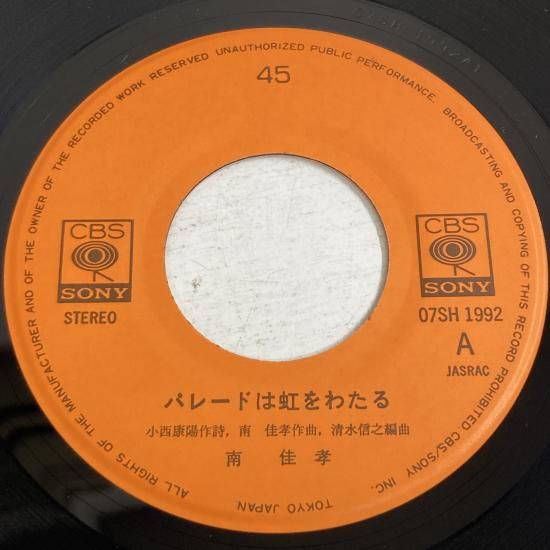 ALL RIGHTS OF THE MANUFACTURER AND OF THE OWNER OF THE RECORDED WORK RESERVED UNAUTHORIZED PUBLIC PERFORMANCE. BROADCASTING AND COPYING OF THIS RECORD PROHIBITED. CBS/SONY INC. TOKYO JAPAN.
45
CBS
SONY
STEREO
CBS
SONY
07SH 1992
A
JASRAC
パレードは虹をわたる
小西康陽作詩, 南 佳孝作曲, 清水信之編曲
南 佳孝